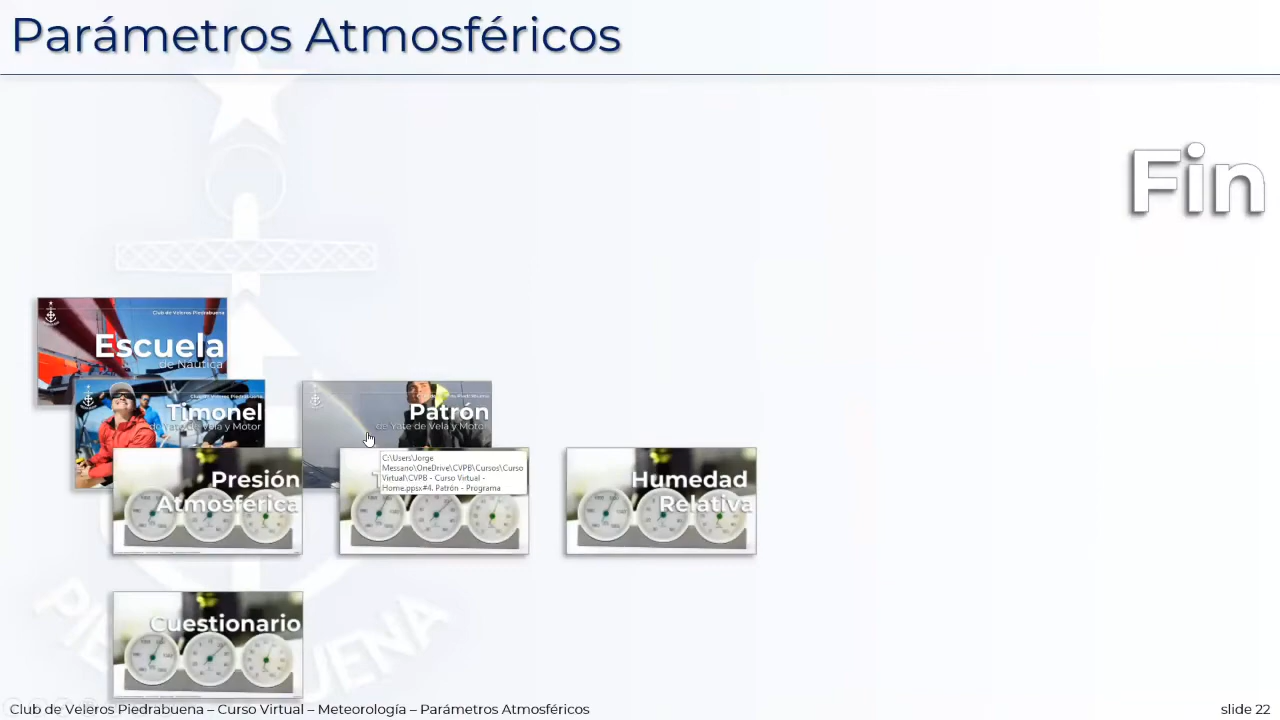 Parámetros Atmosféricos
Fin
Club de Veleros Piedrabuena
Escuela
de Náutica
Timonel
de Yate de Vela y Motor
Patrón
de Yate de Vela y Motor
C:\Users\Jorge
Messano\OneDrive\CVPB\Cursos\Curso
Virtual\CVPB - Curso Virtual -
Home.ppsx#4. Patrón - Programa
Presión
Atmosférica
Humedad
Relativa
Cuestionario
Club de Veleros Piedrabuena – Curso Virtual – Meteorología – Parámetros Atmosféricos
slide 22